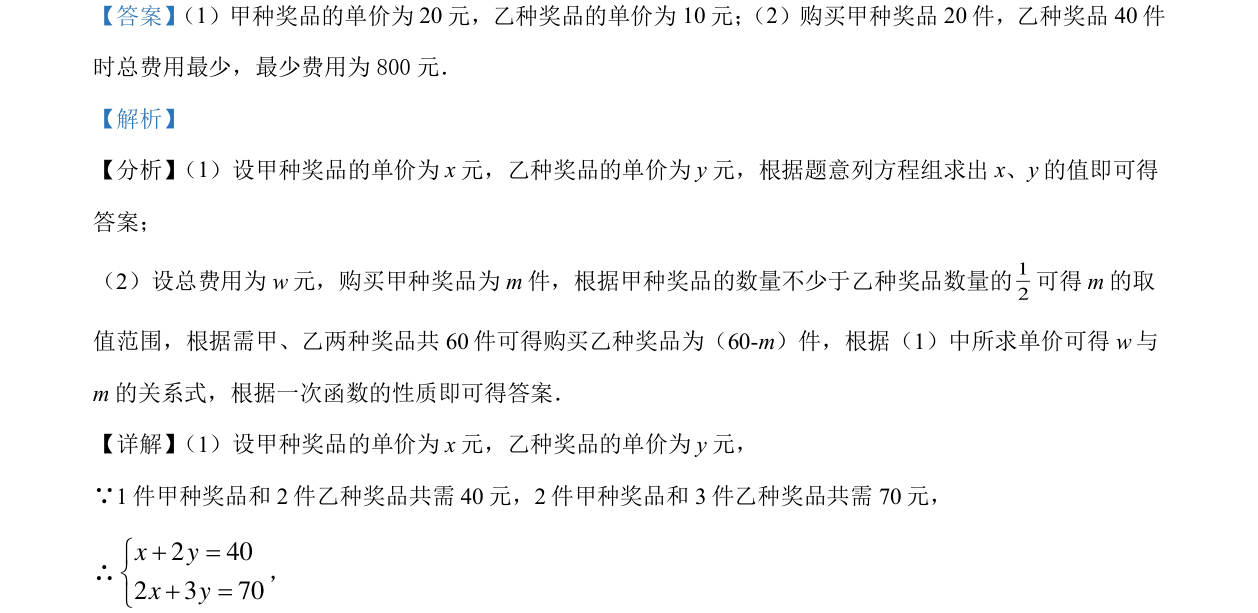 【答案】（1）甲种奖品的单价为 20 元，乙种奖品的单价为 10 元；（2）购买甲种奖品 20 件，乙种奖品 40 件
时总费用最少，最少费用为 800 元．
【解析】
【分析】（1）设甲种奖品的单价为 x 元，乙种奖品的单价为 y 元，根据题意列方程组求出 x、y 的值即可得
答案；
（2）设总费用为 w 元，购买甲种奖品为 m 件，根据甲种奖品的数量不少于乙种奖品数量的 1/2 可得 m 的取
值范围，根据需甲、乙两种奖品共 60 件可得购买乙种奖品为（60-m）件，根据（1）中所求单价可得 w 与
m 的关系式，根据一次函数的性质即可得答案．
【详解】（1）设甲种奖品的单价为 x 元，乙种奖品的单价为 y 元，
∵1 件甲种奖品和 2 件乙种奖品共需 40 元，2 件甲种奖品和 3 件乙种奖品共需 70 元，
∴ { x + 2y = 40
2x + 3y = 70 ，